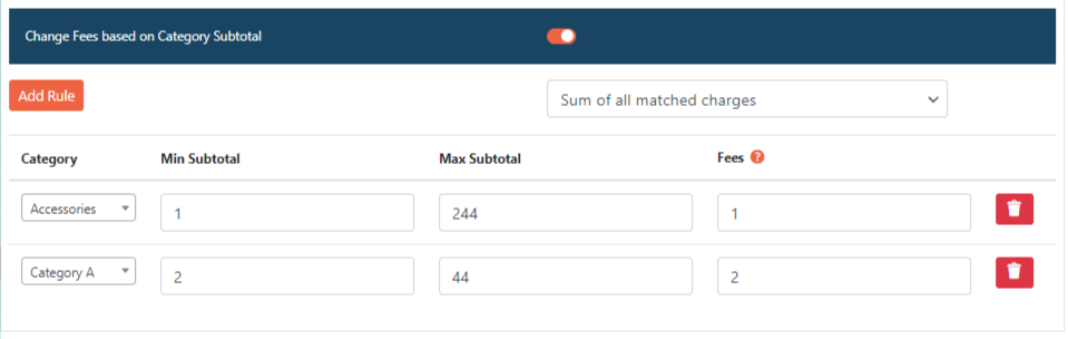 Change Fees based on Category Subtotal
Add Rule
Sum of all matched charges
Category Min Subtotal Max Subtotal Fees ?
Accessories 1 244 1
Category A 2 44 2